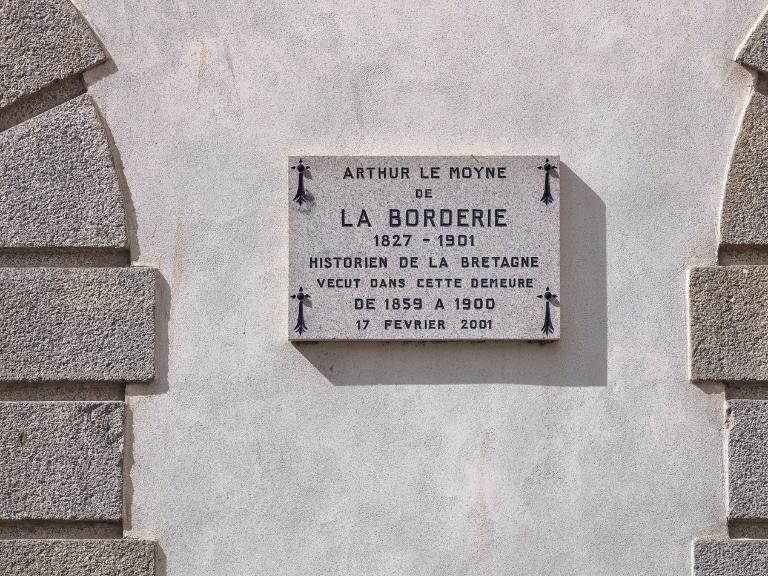 ARTHUR LE MOYNE
DE
LA BORDERIE
1827 - 1901
HISTORIEN DE LA BRETAGNE
VECUT DANS CETTE DEMEURE
DE 1859 A 1900
17 FEVRIER 2001